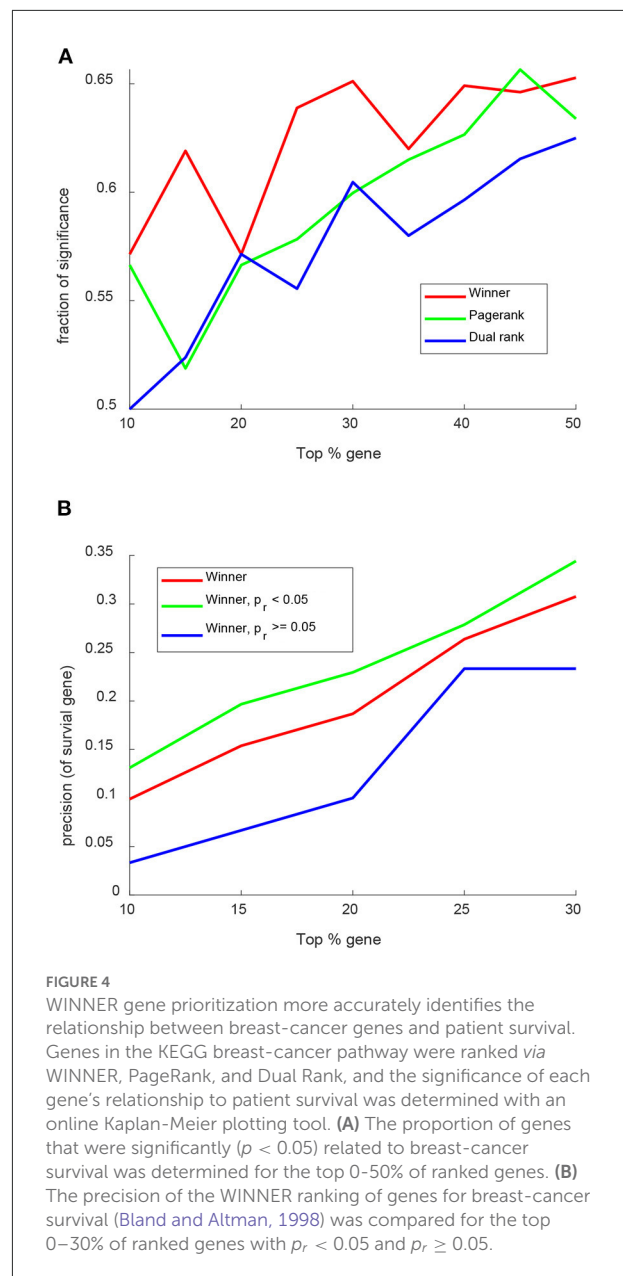 A
0.65
0.6
0.55
0.5
fraction of significance
Winner
Pagerank
Dual rank
10 20 30 40 50
Top % gene
B
0.35
0.3
0.25
0.2
0.15
0.1
0.05
0
precision (of survial gene)
Winner
Winner, p_r < 0.05
Winner, p_r >= 0.05
10 15 20 25 30
Top % gene
FIGURE 4
WINNER gene prioritization more accurately identifies the
relationship between breast-cancer genes and patient survival.
Genes in the KEGG breast-cancer pathway were ranked via
WINNER, PageRank, and Dual Rank, and the significance of each
gene's relationship to patient survival was determined with an
online Kaplan-Meier plotting tool. (A) The proportion of genes
that were significantly (p < 0.05) related to breast-cancer
survival was determined for the top 0-50% of ranked genes. (B)
The precision of the WINNER ranking of genes for breast-cancer
survival (Bland and Altman, 1998) was compared for the top
0–30% of ranked genes with p_r < 0.05 and p_r ≥ 0.05.